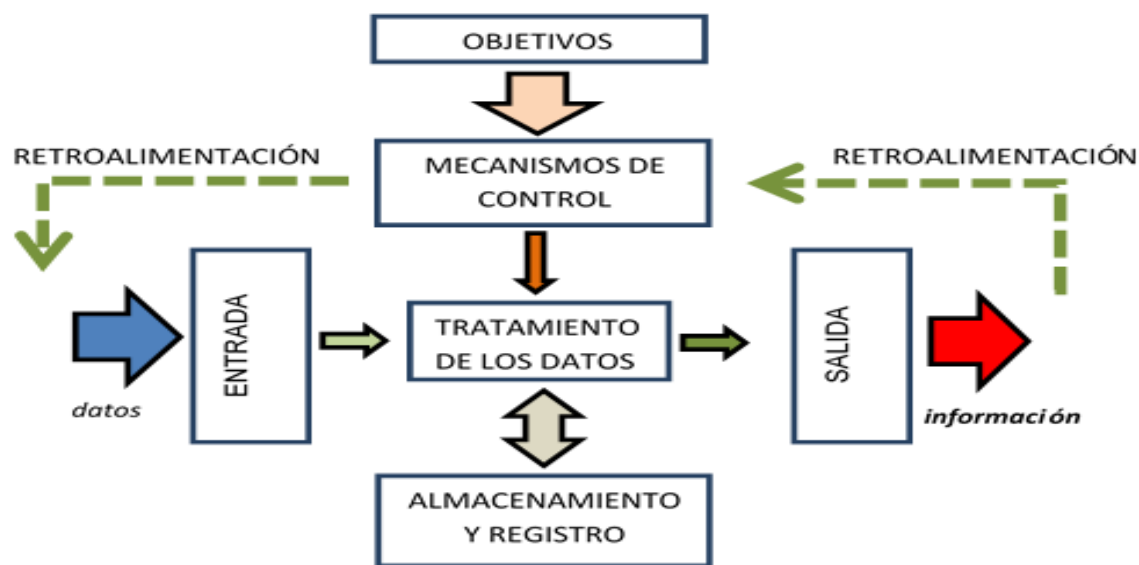 OBJETIVOS
RETROALIMENTACIÓN
MECANISMOS DE
CONTROL
RETROALIMENTACIÓN
datos
ENTRADA
TRATAMIENTO
DE LOS DATOS
SALIDA
información
ALMACENAMIENTO
Y REGISTRO